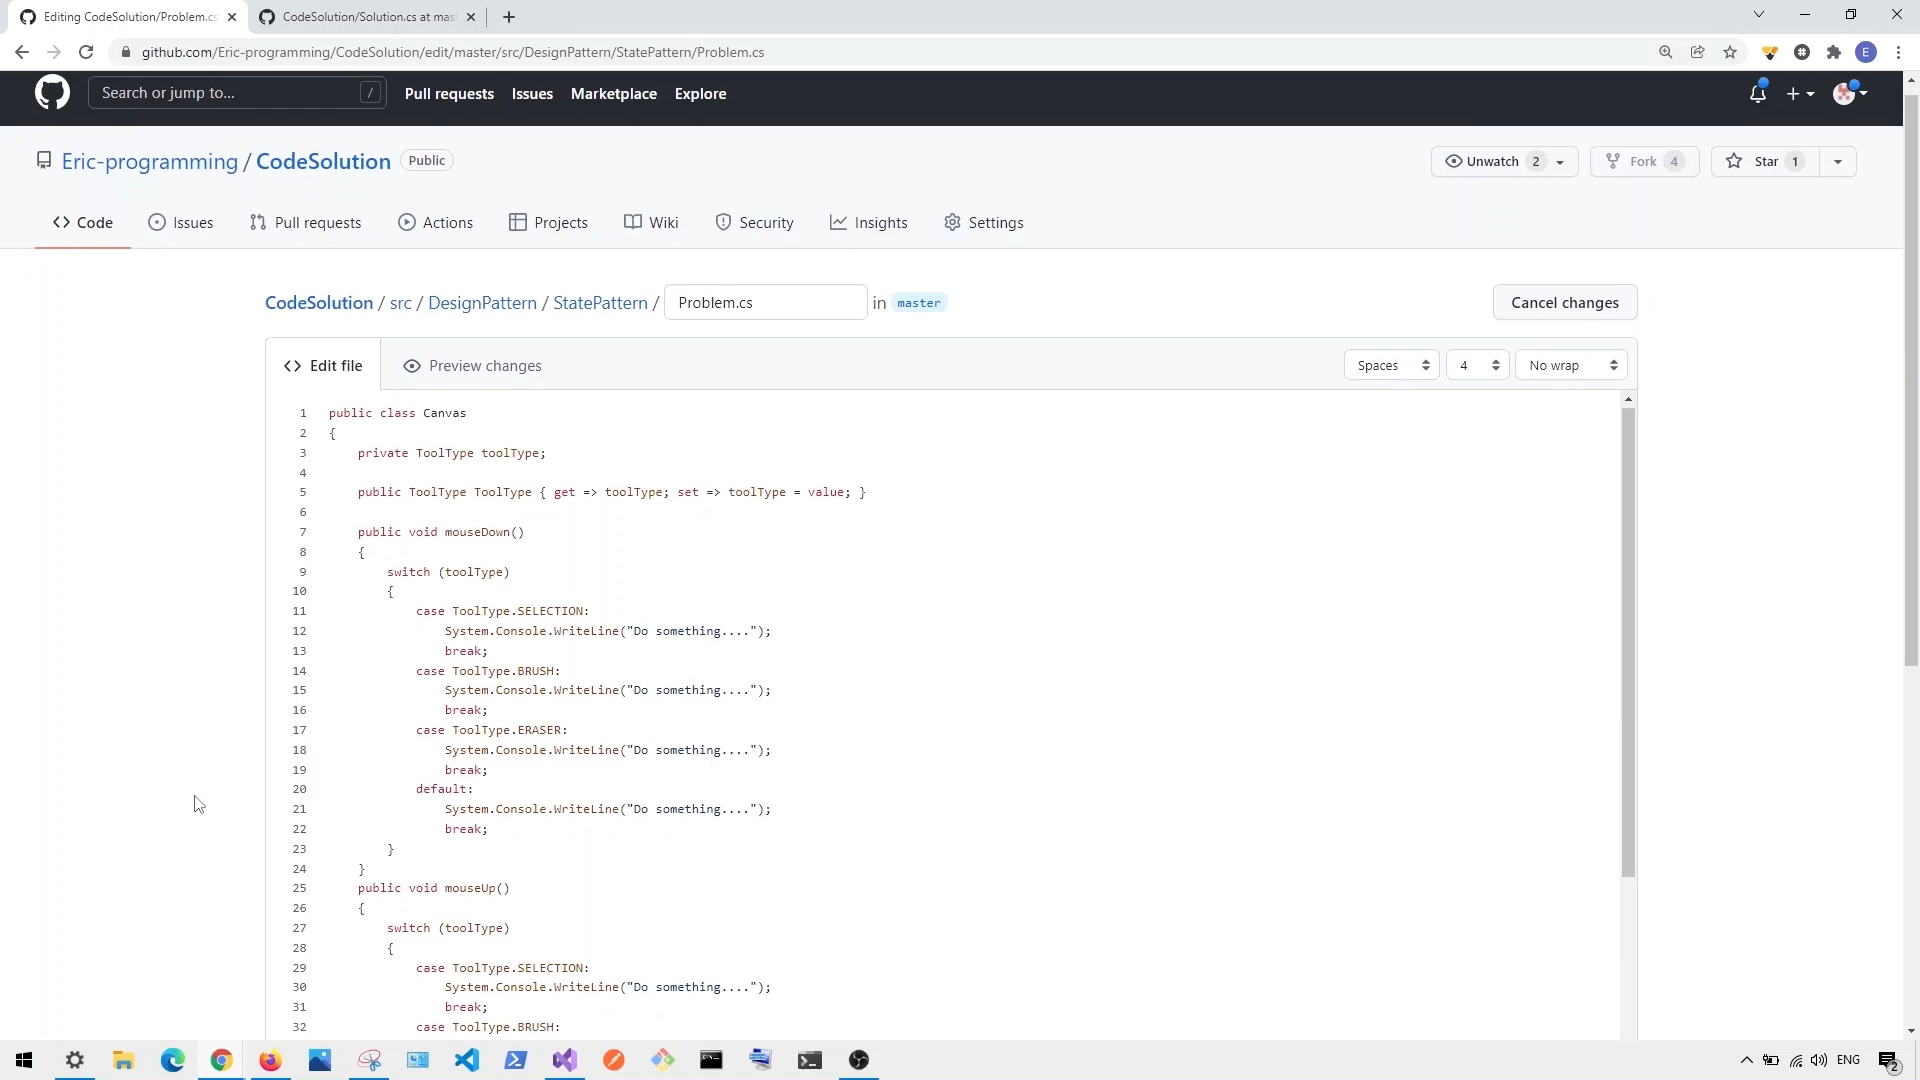 Editing CodeSolution/Problem.cs
CodeSolution/Solution.cs at mast
github.com/Eric-programming/CodeSolution/edit/master/src/DesignPattern/StatePattern/Problem.cs
E
Search or jump to...
/
Pull requests
Issues
Marketplace
Explore
Eric-programming / CodeSolution
Public
Unwatch 2
Fork 4
Star 1
Code
Issues
Pull requests
Actions
Projects
Wiki
Security
Insights
Settings
CodeSolution / src / DesignPattern / StatePattern / Problem.cs in master
Cancel changes
Edit file
Preview changes
Spaces
4
No wrap
1 public class Canvas
2 {
3     private ToolType toolType;
4
5     public ToolType ToolType { get => toolType; set => toolType = value; }
6
7     public void mouseDown()
8     {
9         switch (toolType)
10         {
11             case ToolType.SELECTION:
12                 System.Console.WriteLine("Do something....");
13                 break;
14             case ToolType.BRUSH:
15                 System.Console.WriteLine("Do something....");
16                 break;
17             case ToolType.ERASER:
18                 System.Console.WriteLine("Do something....");
19                 break;
20             default:
21                 System.Console.WriteLine("Do something....");
22                 break;
23         }
24     }
25     public void mouseUp()
26     {
27         switch (toolType)
28         {
29             case ToolType.SELECTION:
30                 System.Console.WriteLine("Do something....");
31                 break;
32             case ToolType.BRUSH:
ENG
2